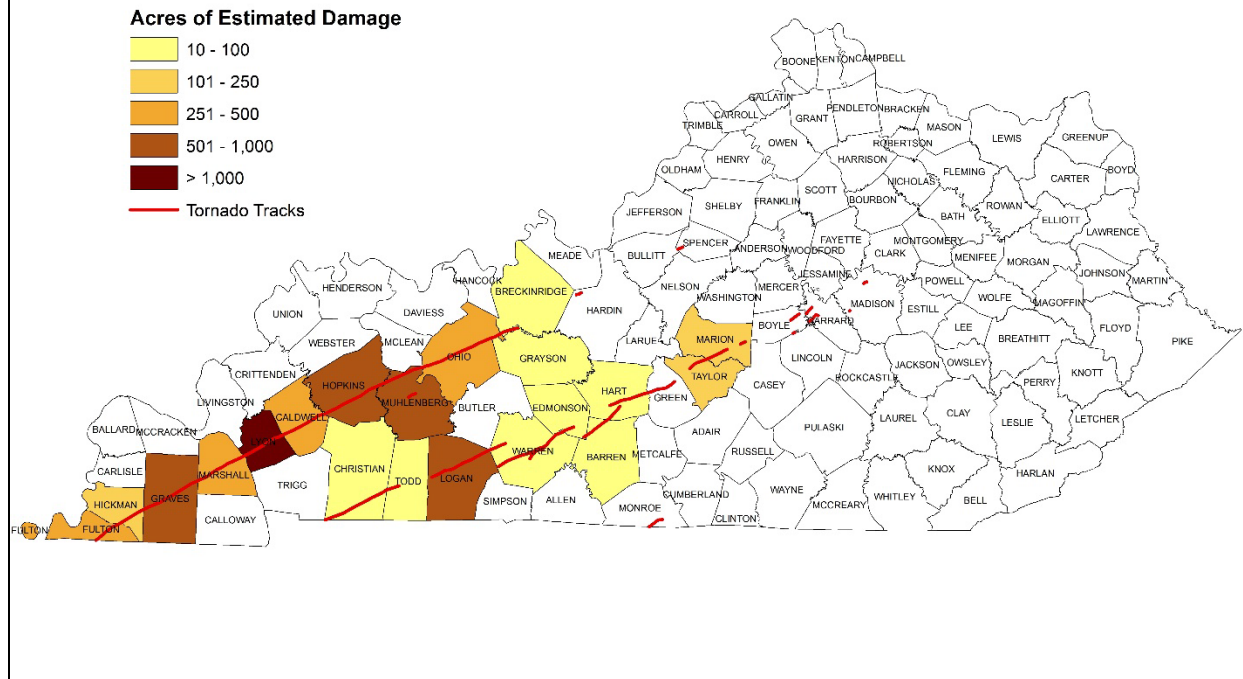 Acres of Estimated Damage
10 - 100
101 - 250
251 - 500
501 - 1,000
> 1,000
Tornado Tracks
BOONE
KENTON
CAMPBELL
GALLATIN
CARROLL
TRIMBLE
GRANT
PENDLETON
BRACKEN
MASON
LEWIS
GREENUP
OWEN
ROBERTSON
HENRY
OLDHAM
HARRISON
FLEMING
CARTER
BOYD
NICHOLAS
SCOTT
SHELBY
FRANKLIN
BOURBON
ROWAN
JEFFERSON
BATH
ELLIOTT
LAWRENCE
SPENCER
ANDERSON
WOODFORD
FAYETTE
MONTGOMERY
CLARK
MENIFEE
MORGAN
MEADE
BULLITT
JESSAMINE
JOHNSON
MARTIN
HANCOCK
BRECKINRIDGE
NELSON
WASHINGTON
MERCER
MADISON
POWELL
WOLFE
MAGOFFIN
HENDERSON
UNION
DAVIESS
HARDIN
ESTILL
BOYLE
GARRARD
LEE
BREATHITT
FLOYD
PIKE
WEBSTER
MCLEAN
OHIO
LARUE
MARION
GRAYSON
LINCOLN
JACKSON
OWSLEY
KNOTT
CRITTENDEN
HOPKINS
TAYLOR
CASEY
ROCKCASTLE
PERRY
LIVINGSTON
MUHLENBERG
BUTLER
HART
GREEN
EDMONSON
CALDWELL
LAUREL
CLAY
LETCHER
LESLIE
BALLARD
MCCRACKEN
LYON
ADAIR
PULASKI
WARREN
BARREN
METCALFE
RUSSELL
CARLISLE
MARSHALL
CHRISTIAN
TODD
LOGAN
KNOX
HARLAN
TRIGG
HICKMAN
GRAVES
SIMPSON
ALLEN
MONROE
CUMBERLAND
WAYNE
WHITLEY
BELL
MCCREARY
CLINTON
CALLOWAY
FULTON
FULTON